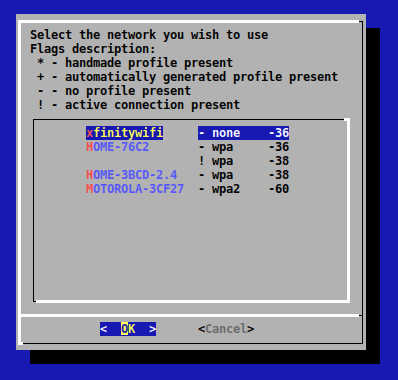 Select the network you wish to use
Flags description:
* - handmade profile present
+ - automatically generated profile present
- - no profile present
! - active connection present
xfinitywifi - none -36
HOME-76C2 - wpa -36
! wpa -38
HOME-3BCD-2.4 - wpa -38
MOTOROLA-3CF27 - wpa2 -60
< OK > <Cancel>